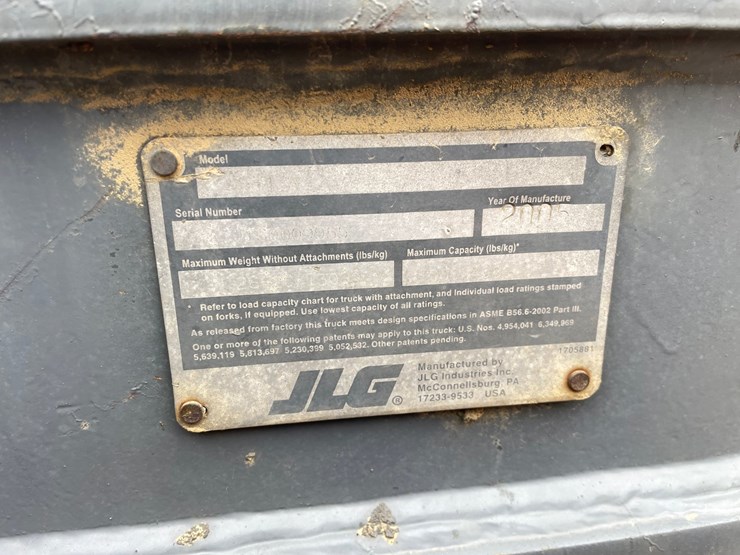 Model
Serial Number
Year Of Manufacture
Maximum Weight Without Attachments (lbs/kg)
Maximum Capacity (lbs/kg)*
* Refer to load capacity chart for truck with attachment, and individual load ratings stamped
on forks, if equipped. Use lowest capacity of all ratings.
As released from factory this truck meets design specifications in ASME B56.6-2002 Part III.
One or more of the following patents may apply to this truck: U.S. Nos. 4,954,041 6,349,969
5,639,119 5,813,697 5,230,399 5,052,532. Other patents pending.
1705881
JLG®
Manufactured by
JLG Industries Inc.
McConnellsburg, PA
17233-9533 USA